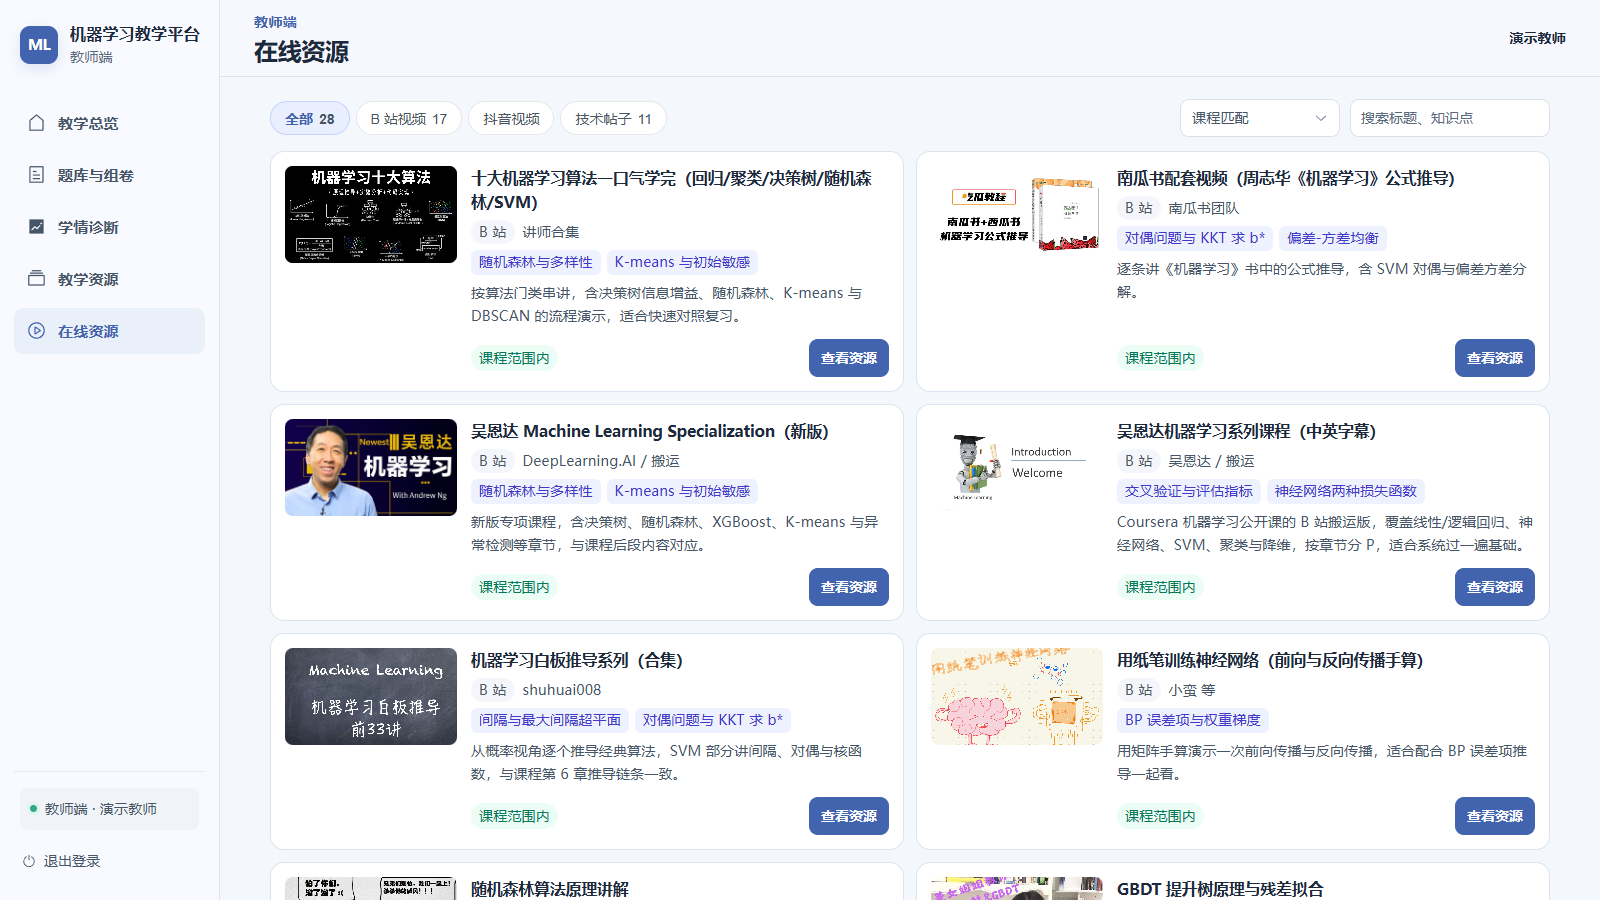 ML
机器学习教学平台
教师端
教学总览
题库与组卷
学情诊断
教学资源
在线资源
教师端 · 演示教师
退出登录
教师端
在线资源
演示教师
全部 28
B 站视频 17
抖音视频
技术帖子 11
课程匹配
搜索标题、知识点
机器学习十大算法
十大机器学习算法一口气学完（回归/聚类/决策树/随机森
林/SVM）
B 站 讲师合集
随机森林与多样性
K-means 与初始敏感
按算法门类串讲，含决策树信息增益、随机森林、K-means 与
DBSCAN 的流程演示，适合快速对照复习。
课程范围内
查看资源
南瓜书+西瓜书
机器学习公式推导
南瓜书配套视频（周志华《机器学习》公式推导）
B 站 南瓜书团队
对偶问题与 KKT 求 b*
偏差-方差均衡
逐条讲《机器学习》书中的公式推导，含 SVM 对偶与偏差方差分
解。
课程范围内
查看资源
Newest 吴恩达
机器学习
With Andrew Ng
吴恩达 Machine Learning Specialization（新版）
B 站 DeepLearning.AI / 搬运
随机森林与多样性
K-means 与初始敏感
新版专项课程，含决策树、随机森林、XGBoost、K-means 与异
常检测等章节，与课程后段内容对应。
课程范围内
查看资源
Introduction
Welcome
Machine Learning
吴恩达机器学习系列课程（中英字幕）
B 站 吴恩达 / 搬运
交叉验证与评估指标
神经网络两种损失函数
Coursera 机器学习公开课的 B 站搬运版，覆盖线性/逻辑回归、神
经网络、SVM、聚类与降维，按章节分 P，适合系统过一遍基础。
课程范围内
查看资源
Machine Learning
机器学习白板推导
前33讲
机器学习白板推导系列（合集）
B 站 shuhuai008
间隔与最大间隔超平面
对偶问题与 KKT 求 b*
从概率视角逐个推导经典算法，SVM 部分讲间隔、对偶与核函
数，与课程第 6 章推导链条一致。
课程范围内
查看资源
用纸笔训练神经网络
用纸笔训练神经网络（前向与反向传播手算）
B 站 小蛮 等
BP 误差项与权重梯度
用矩阵手算演示一次前向传播与反向传播，适合配合 BP 误差项推
导一起看。
课程范围内
查看资源
随机森林算法原理讲解
GBDT 提升树原理与残差拟合